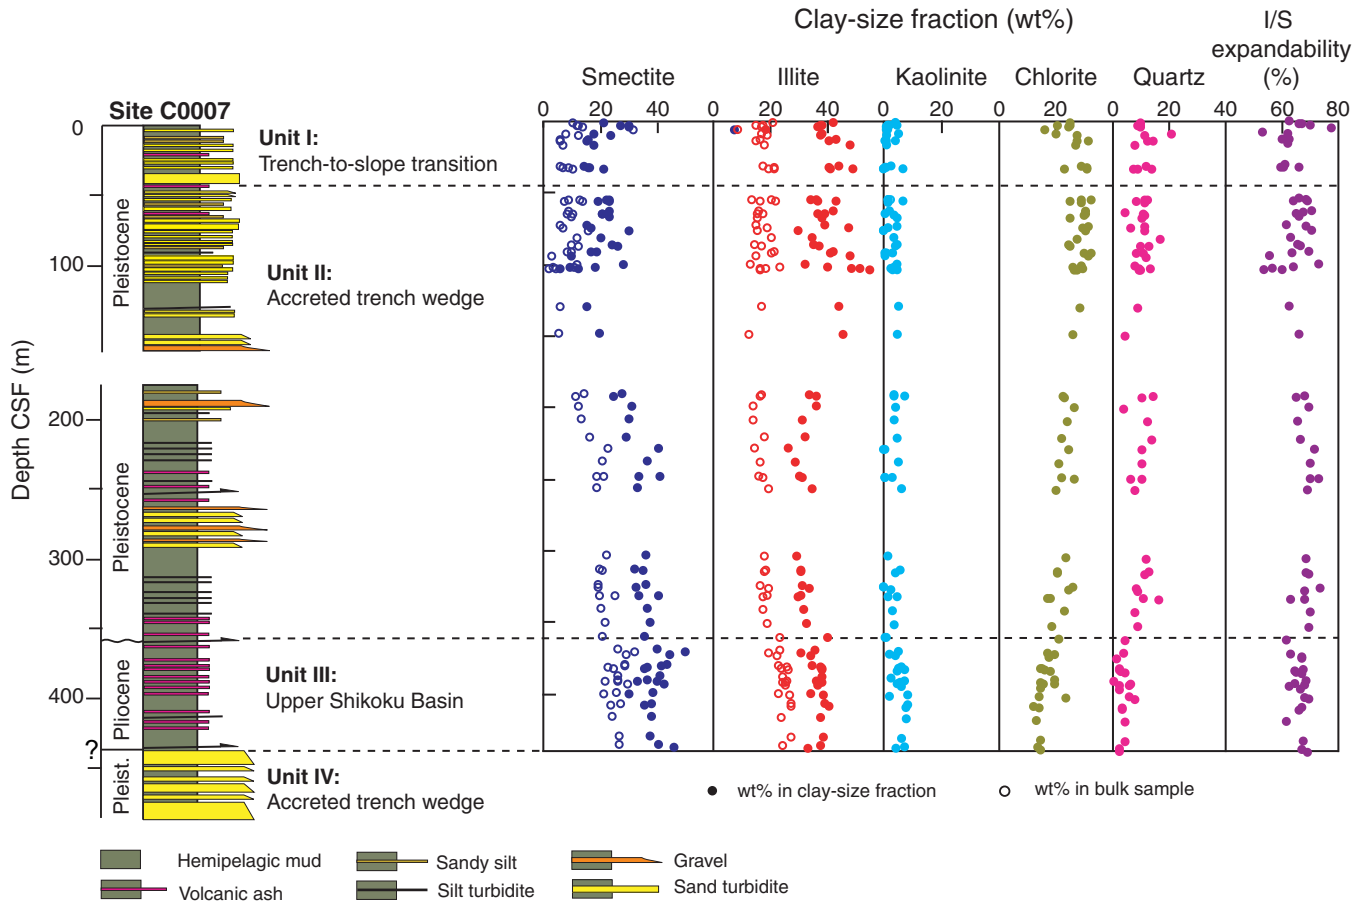 Clay-size fraction (wt%)
I/S
expandability
(%)
Smectite
Illite
Kaolinite
Chlorite
Quartz
Site C0007
0 20 40 0 20 40 0 20 0 20 0 20 40 60 80
0
100
200
300
400
Depth CSF (m)
Pleistocene
Pleistocene
Pliocene
?
Pleist.
Unit I:
Trench-to-slope transition
Unit II:
Accreted trench wedge
Unit III:
Upper Shikoku Basin
Unit IV:
Accreted trench wedge
wt% in clay-size fraction
wt% in bulk sample
Hemipelagic mud
Sandy silt
Gravel
Volcanic ash
Silt turbidite
Sand turbidite